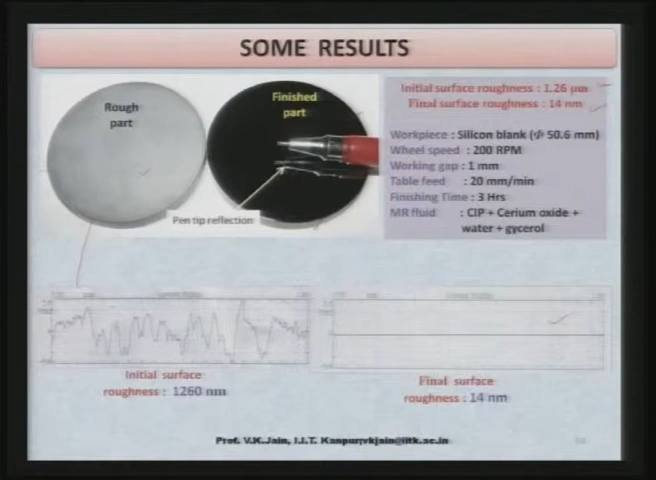 SOME RESULTS
Rough
part
Finished
part
Pen tip reflection
Initial surface roughness : 1.26 μm
Final surface roughness : 14 nm
Workpiece : Silicon blank (Φ 50.6 mm)
Wheel speed : 200 RPM
Working gap : 1 mm
Table feed : 20 mm/min
Finishing Time : 3 Hrs
MR fluid : CIP + Cerium oxide +
water + gycerol
Initial surface
roughness : 1260 nm
Final surface
roughness : 14 nm
Prof. V.K.Jain, I.I.T. Kanpur;vkjain@iitk.ac.in